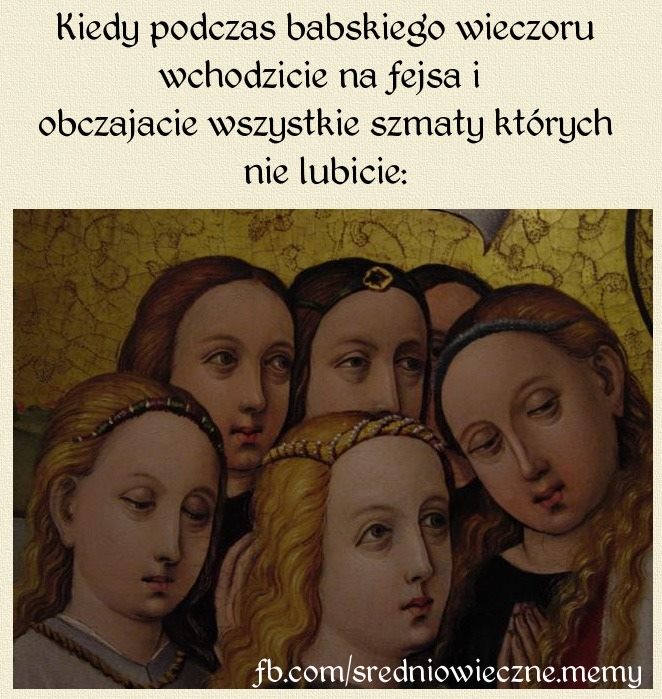 Kiedy podczas babskiego wieczoru
wchodzicie na fejsa i
obczajacie wszystkie szmaty których
nie lubicie:
fb.com/sredniowieczne.memy